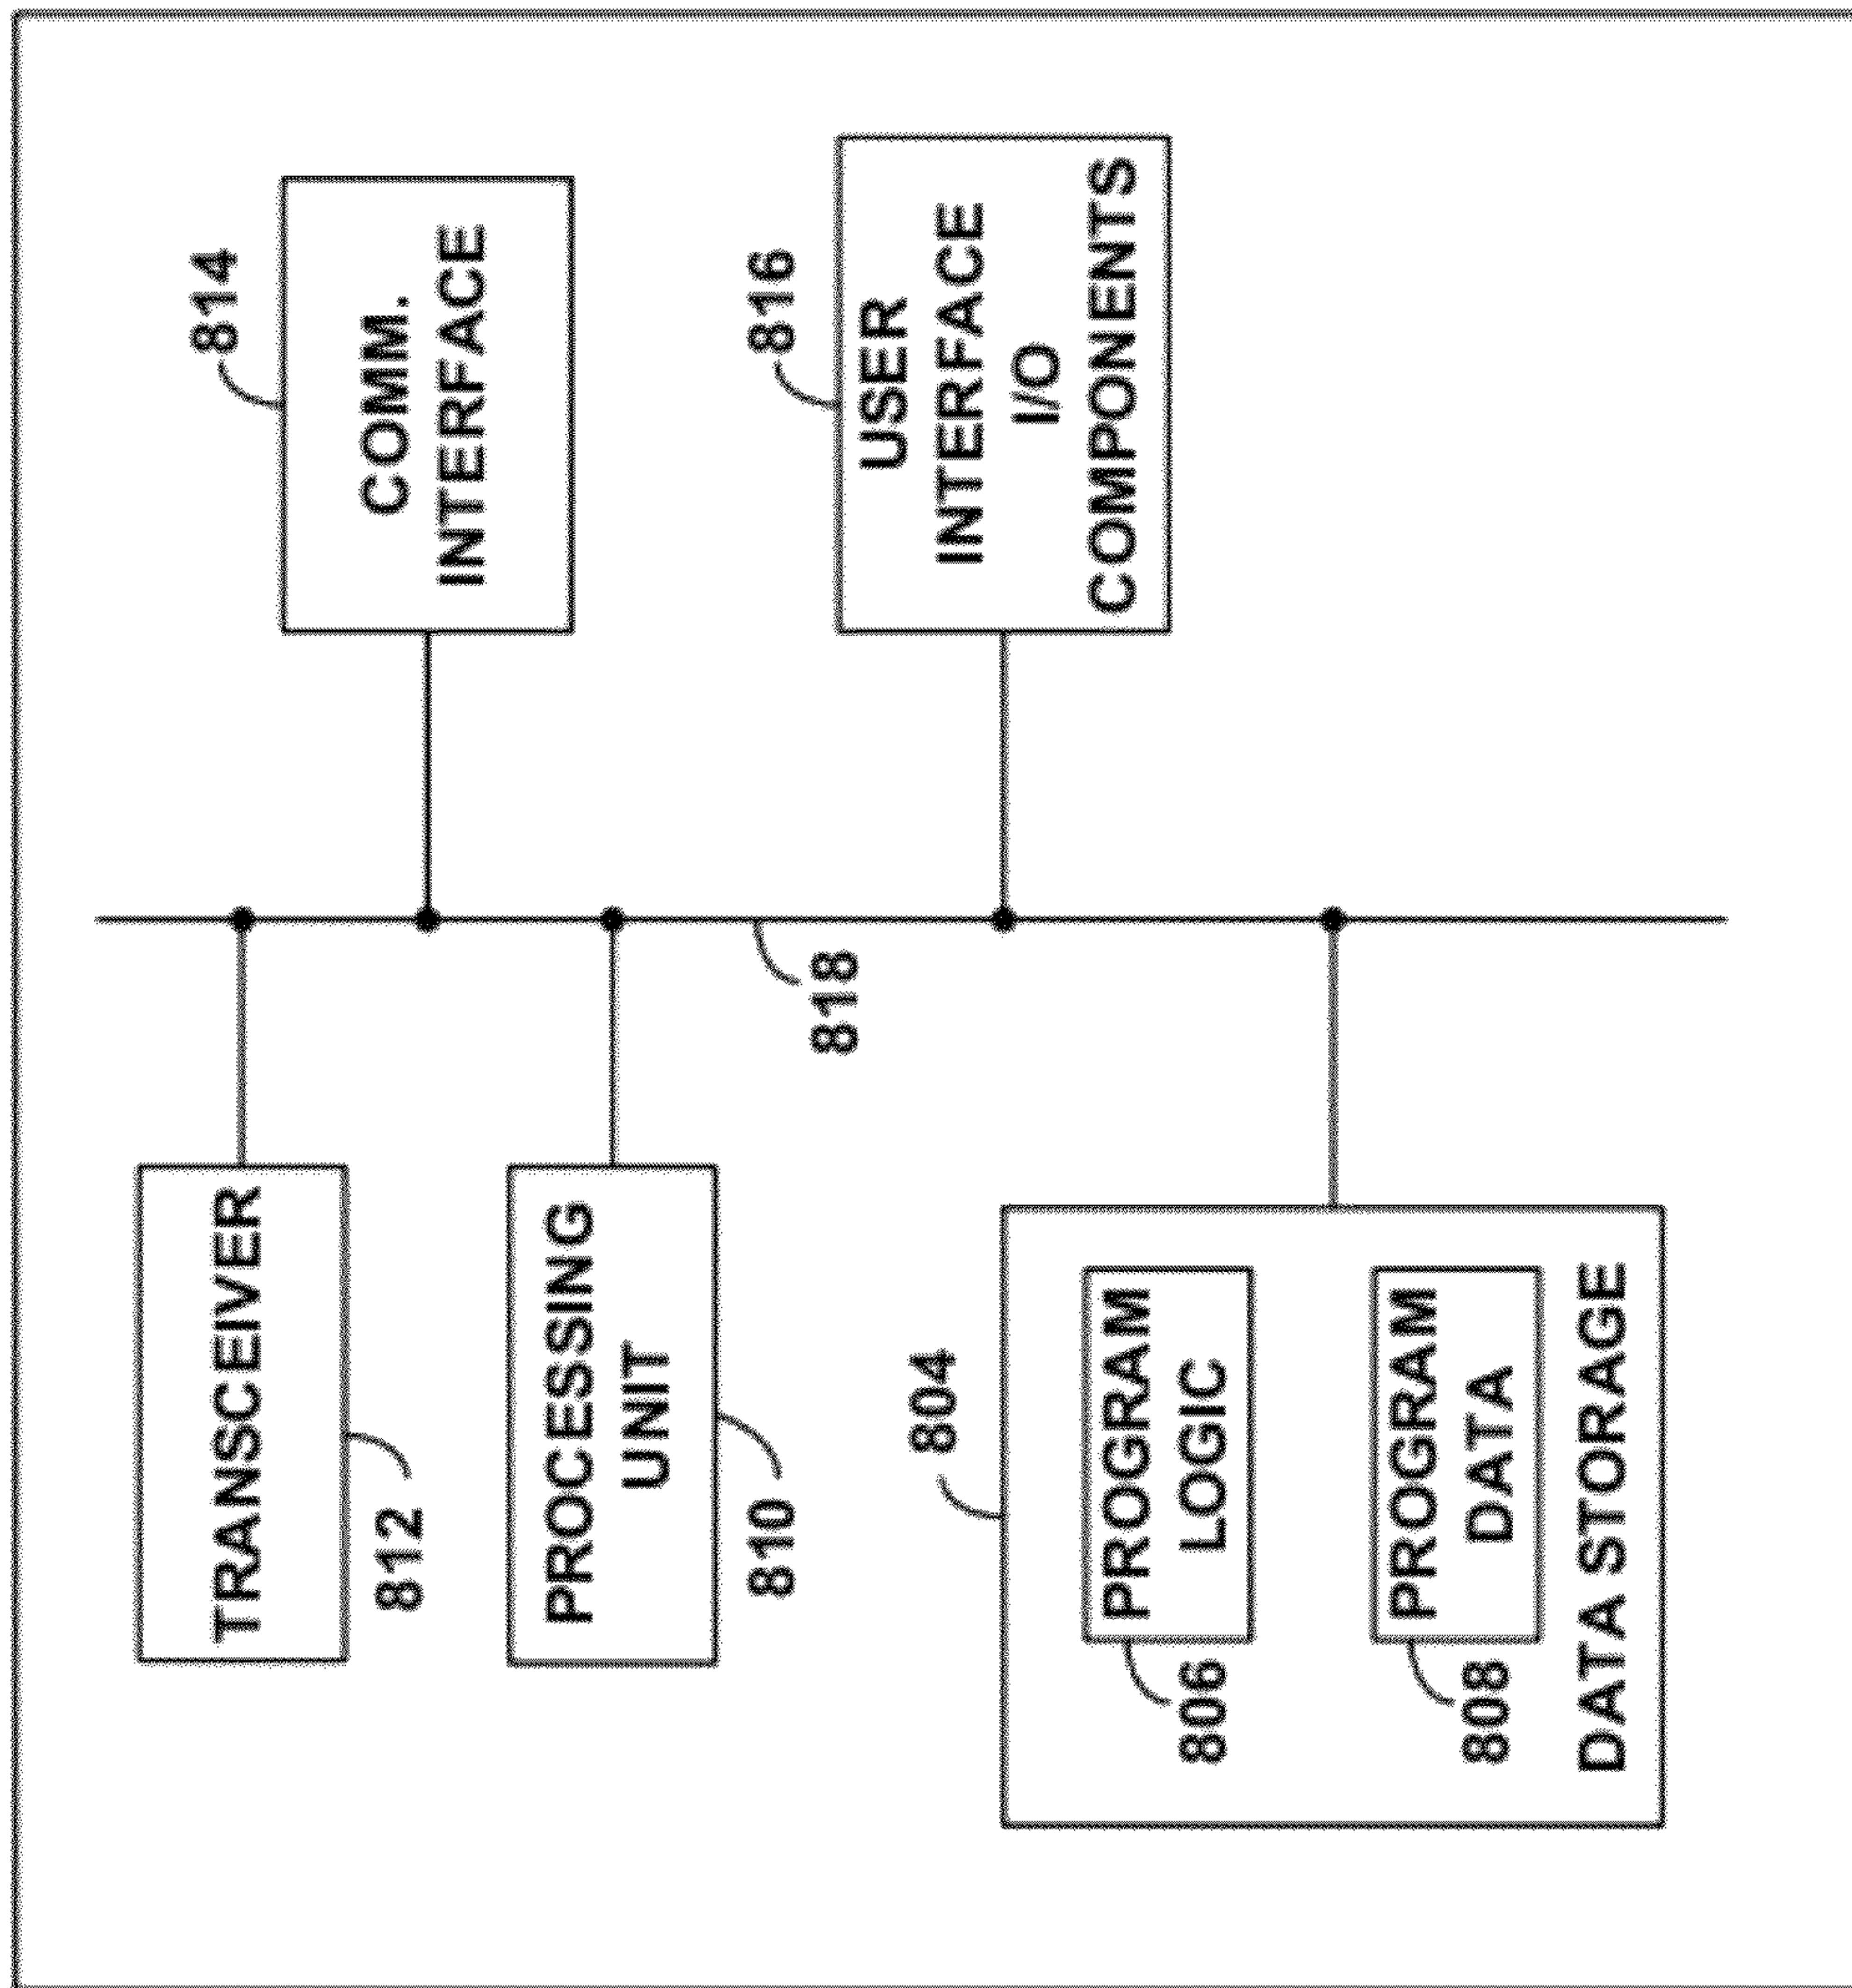 TRANSCEIVER
812
814
COMM.
INTERFACE
PROCESSING
UNIT
810
818
816
USER
INTERFACE
I/O
COMPONENTS
804
PROGRAM
LOGIC
806
PROGRAM
DATA
808
DATA STORAGE